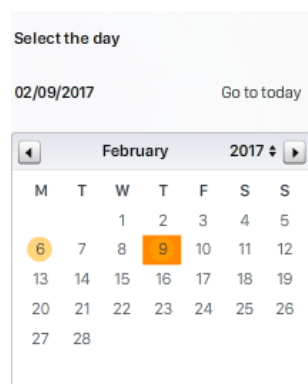 Select the day
02/09/2017 Go to today
February 2017
M T W T F S S
1 2 3 4 5
6 7 8 9 10 11 12
13 14 15 16 17 18 19
20 21 22 23 24 25 26
27 28